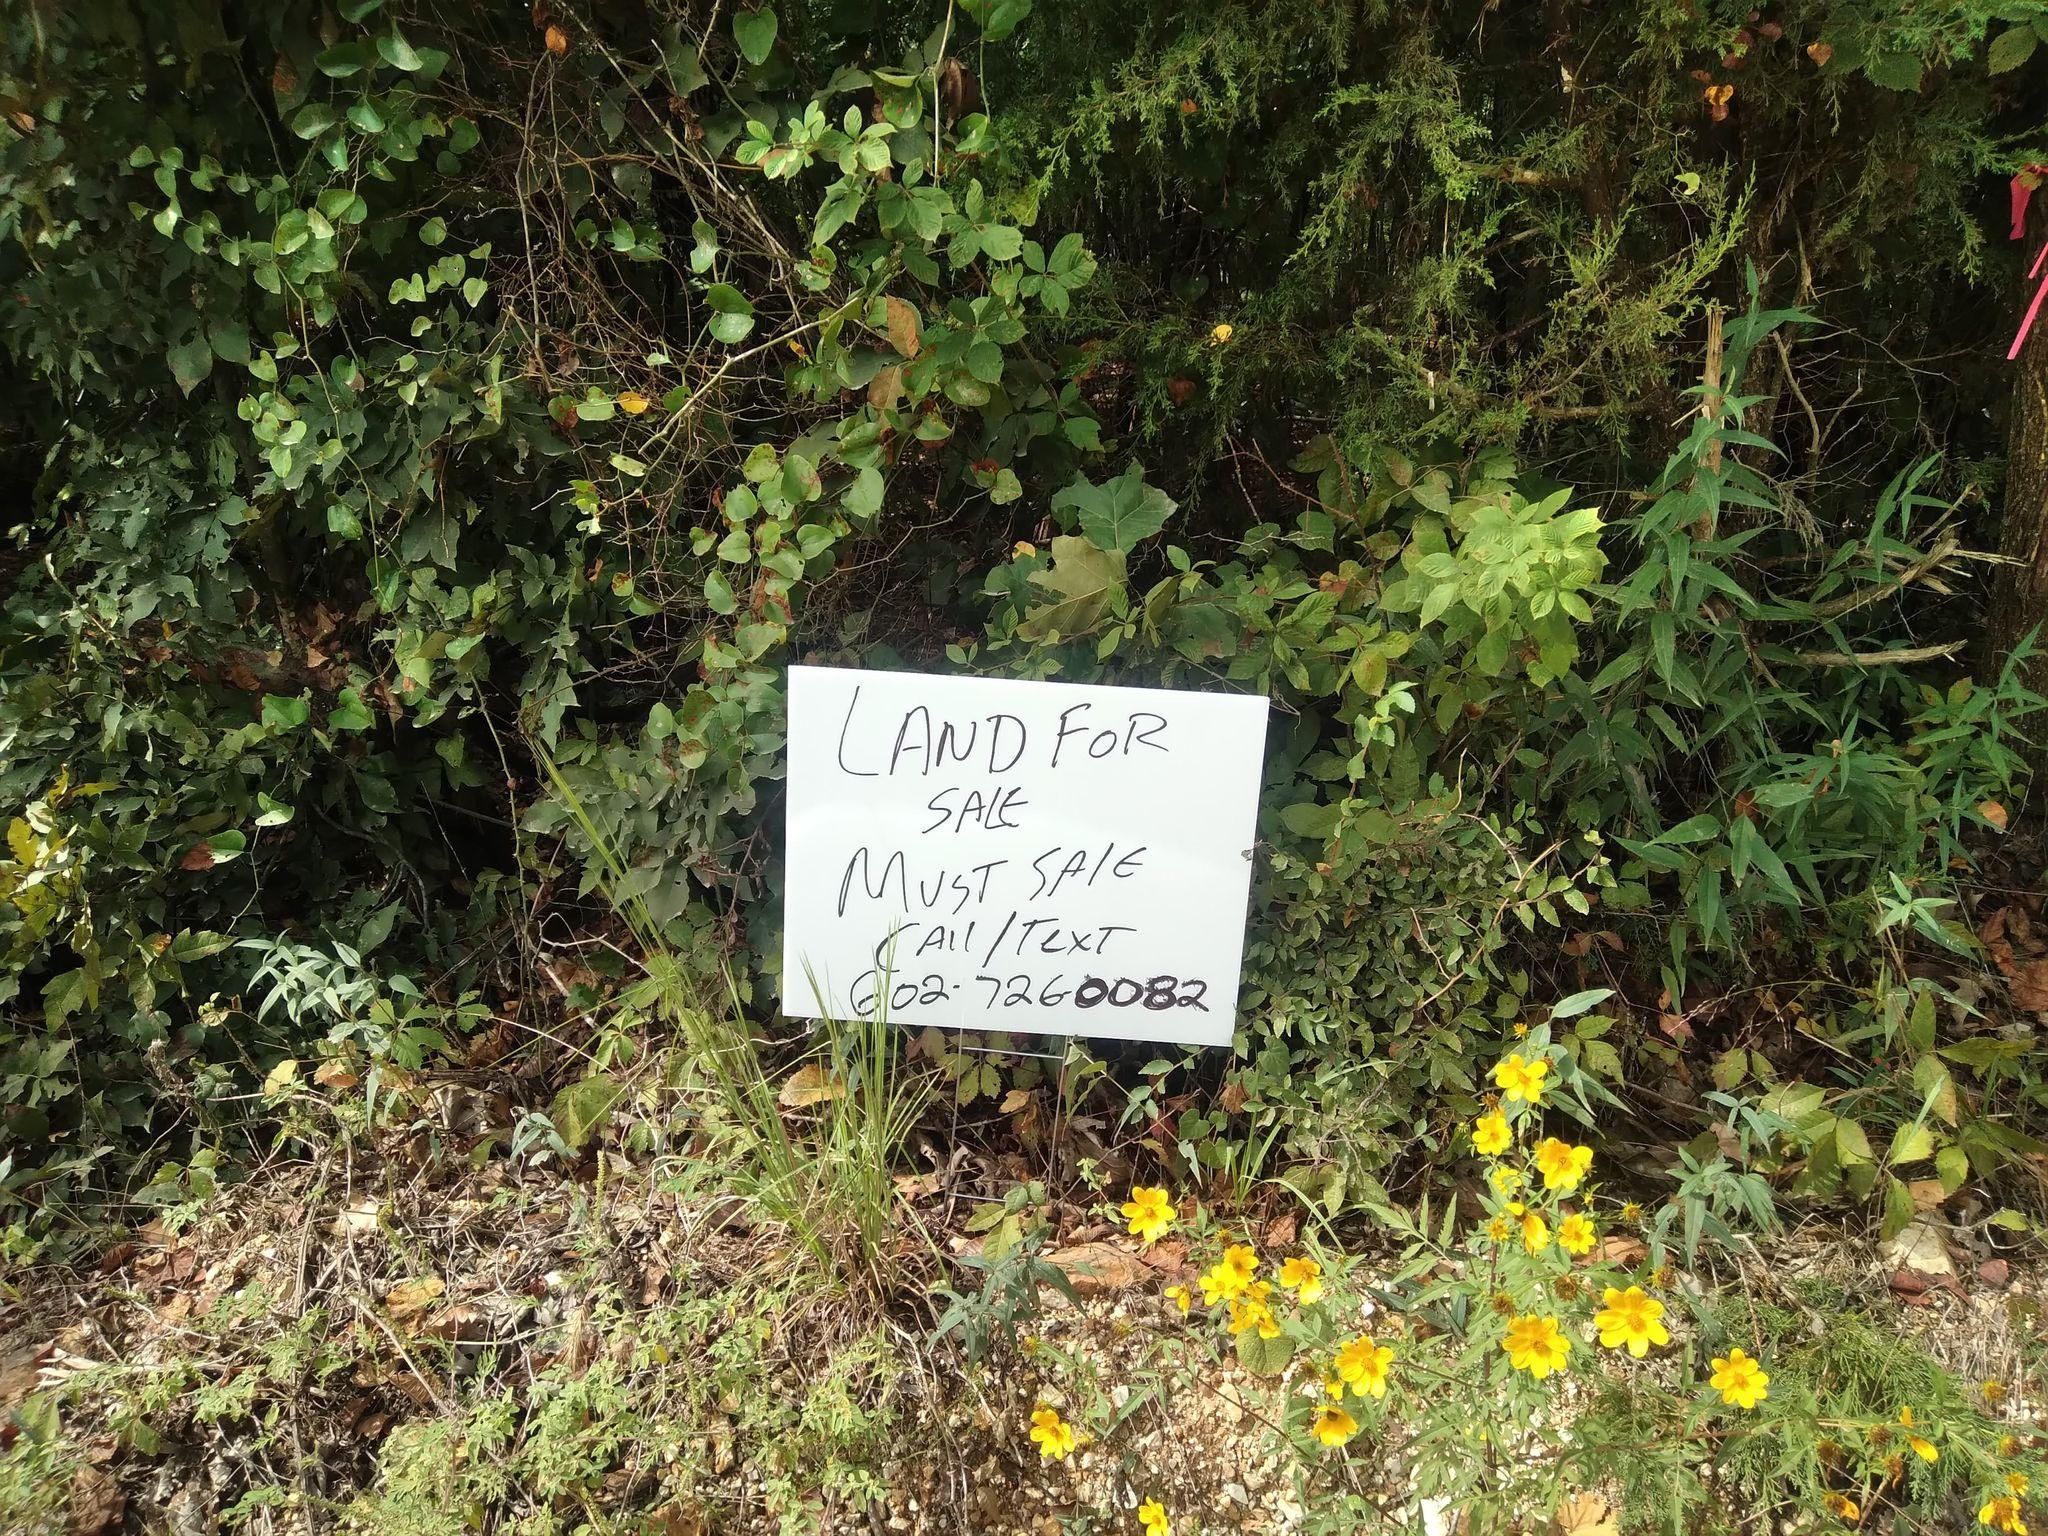 LAND FOR
SALE
MUST SALE
CAll/TexT
602-7260082